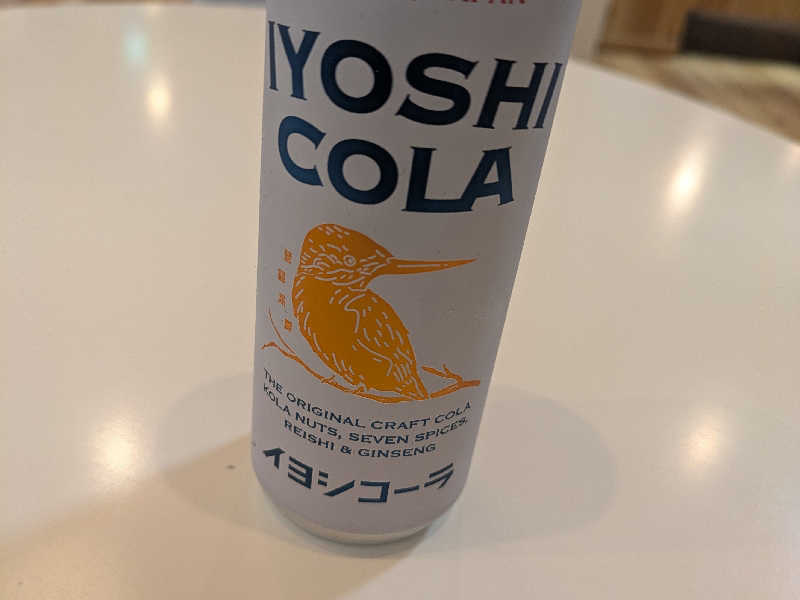 IYOSHI
COLA
THE ORIGINAL CRAFT COLA
KOLA NUTS, SEVEN SPICES,
REISHI & GINSENG
イヨシコーラ